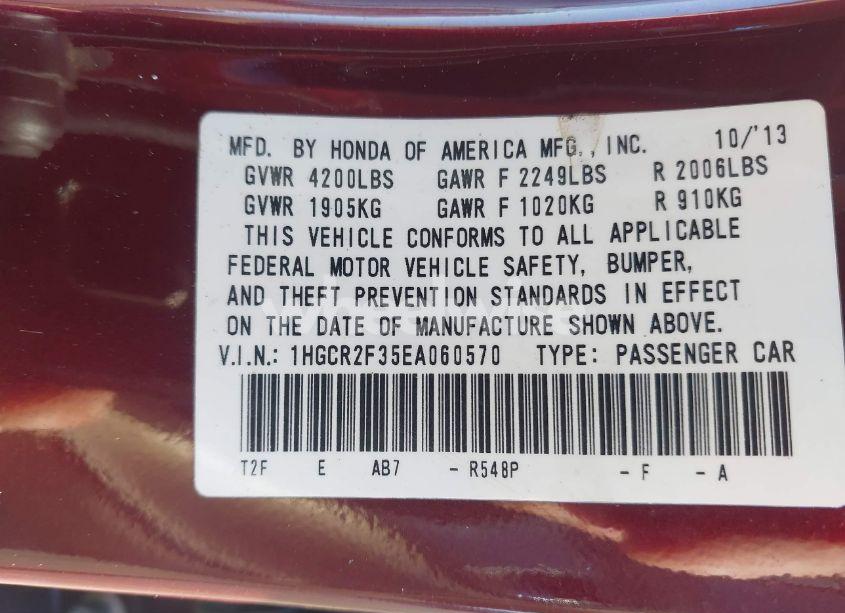 MFD. BY HONDA OF AMERICA MFG., INC. 10/'13
GVWR 4200LBS GAWR F 2249LBS R 2006LBS
GVWR 1905KG GAWR F 1020KG R 910KG
THIS VEHICLE CONFORMS TO ALL APPLICABLE
FEDERAL MOTOR VEHICLE SAFETY, BUMPER,
AND THEFT PREVENTION STANDARDS IN EFFECT
ON THE DATE OF MANUFACTURE SHOWN ABOVE.
V.I.N.: 1HGCR2F35EA060570 TYPE: PASSENGER CAR
T2F E AB7 - R548P - F - A